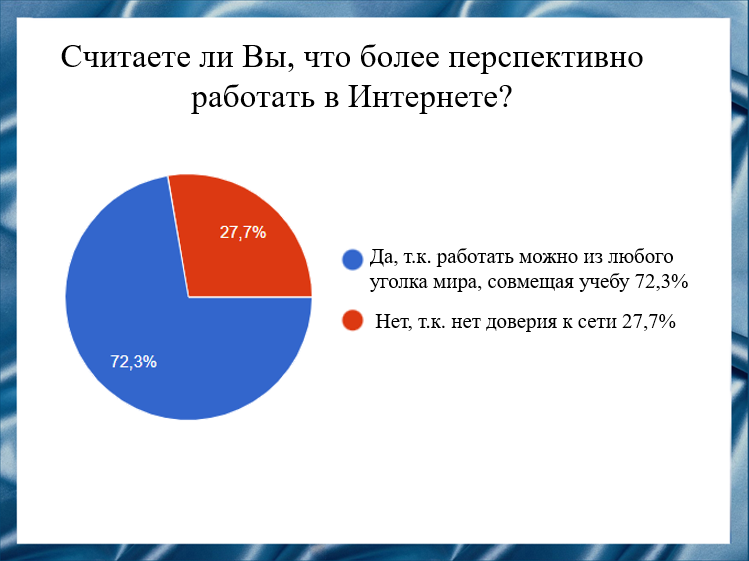 Считаете ли Вы, что более перспективно
работать в Интернете?
27,7%
72,3%
Да, т.к. работать можно из любого
уголка мира, совмещая учебу 72,3%
Нет, т.к. нет доверия к сети 27,7%